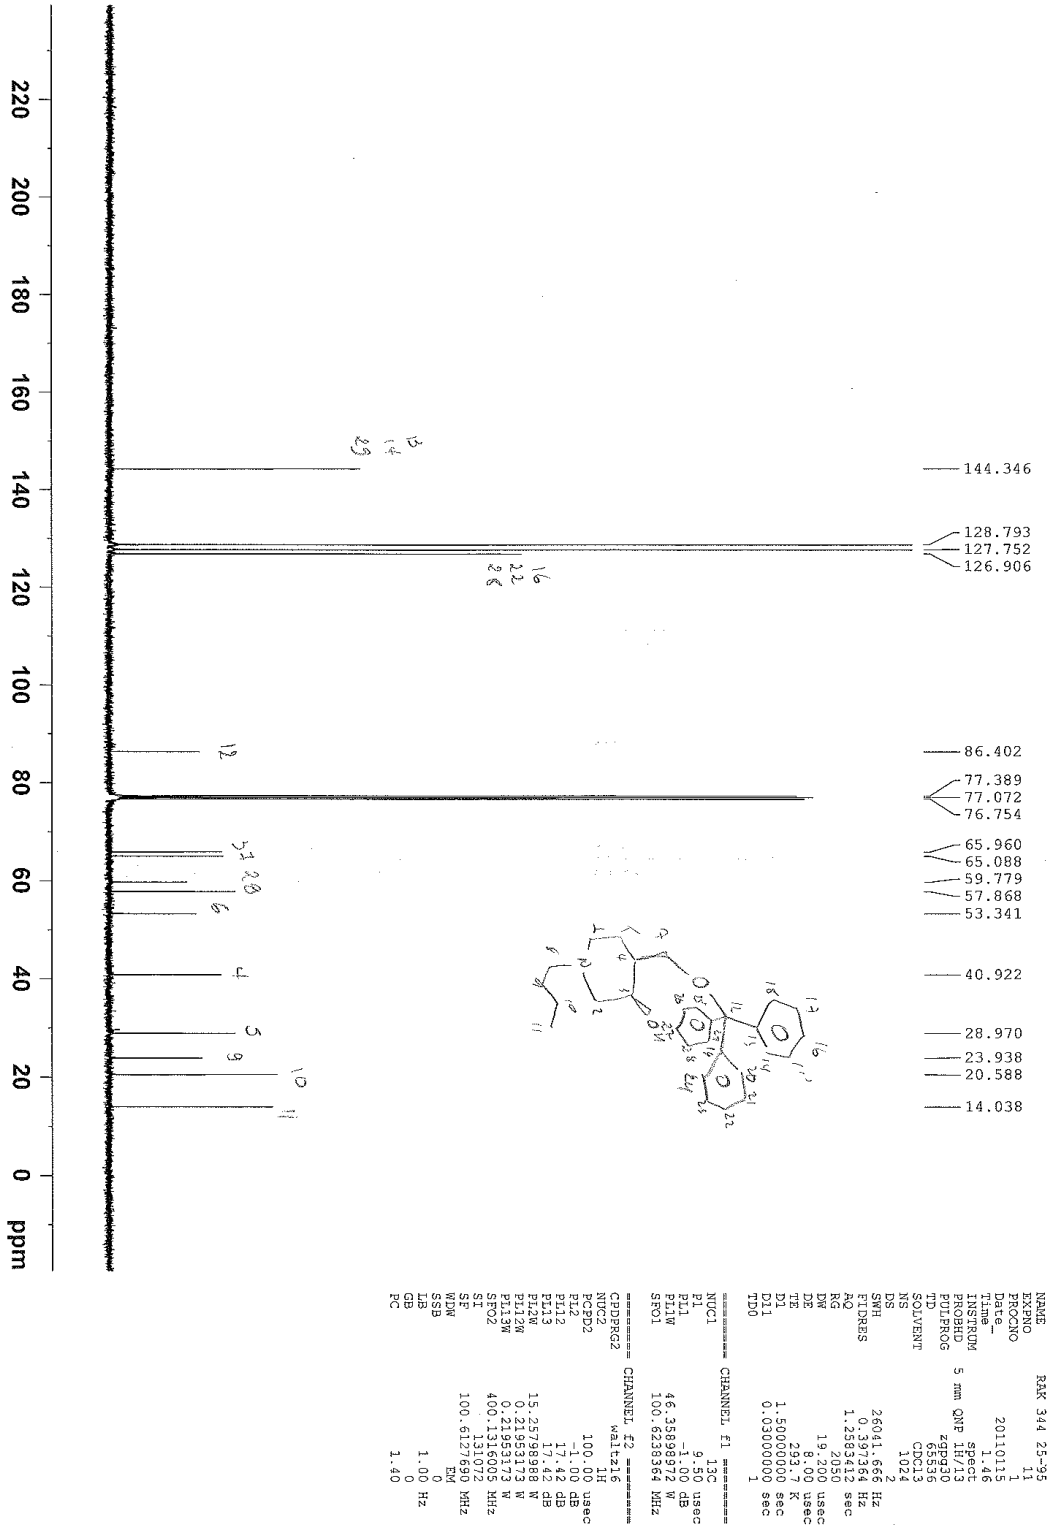 144.346
128.793
127.752
126.906
86.402
77.389
77.072
76.754
65.960
65.088
59.779
57.868
53.341
40.922
28.970
23.938
20.588
14.038
13
14
29
16
22
28
12
6
4
5
9
10
11
220 200 180 160 140 120 100 80 60 40 20 0 ppm
NAME RAK 344 25-95
EXPNO 11
PROCNO 1
Date_ 20110115
Time 1.46
INSTRUM spect
PROBHD 5 mm QNP 1H/13
PULPROG zgpg30
TD 65536
SOLVENT CDCl3
NS 1024
DS 2
SWH 26041.666 Hz
FIDRES 0.397364 Hz
AQ 1.2583412 sec
RG 2050
DW 19.200 usec
DE 8.00 usec
TE 293.7 K
D1 1.50000000 sec
D11 0.03000000 sec
TD0 1
======== CHANNEL f1 ========
NUC1 13C
P1 9.50 usec
PL1 -1.00 dB
PL1W 46.35898972 W
SFO1 100.6238364 MHz
======== CHANNEL f2 ========
CPDPRG2 waltz16
NUC2 1H
PCPD2 100.00 usec
PL2 -1.00 dB
PL12 17.42 dB
PL13 17.42 dB
PL2W 15.25798988 W
PL12W 0.21953173 W
PL13W 0.21953173 W
SFO2 400.1316005 MHz
SI 131072
SF 100.6127690 MHz
WDW EM
SSB 0
LB 1.00 Hz
GB 0
PC 1.40